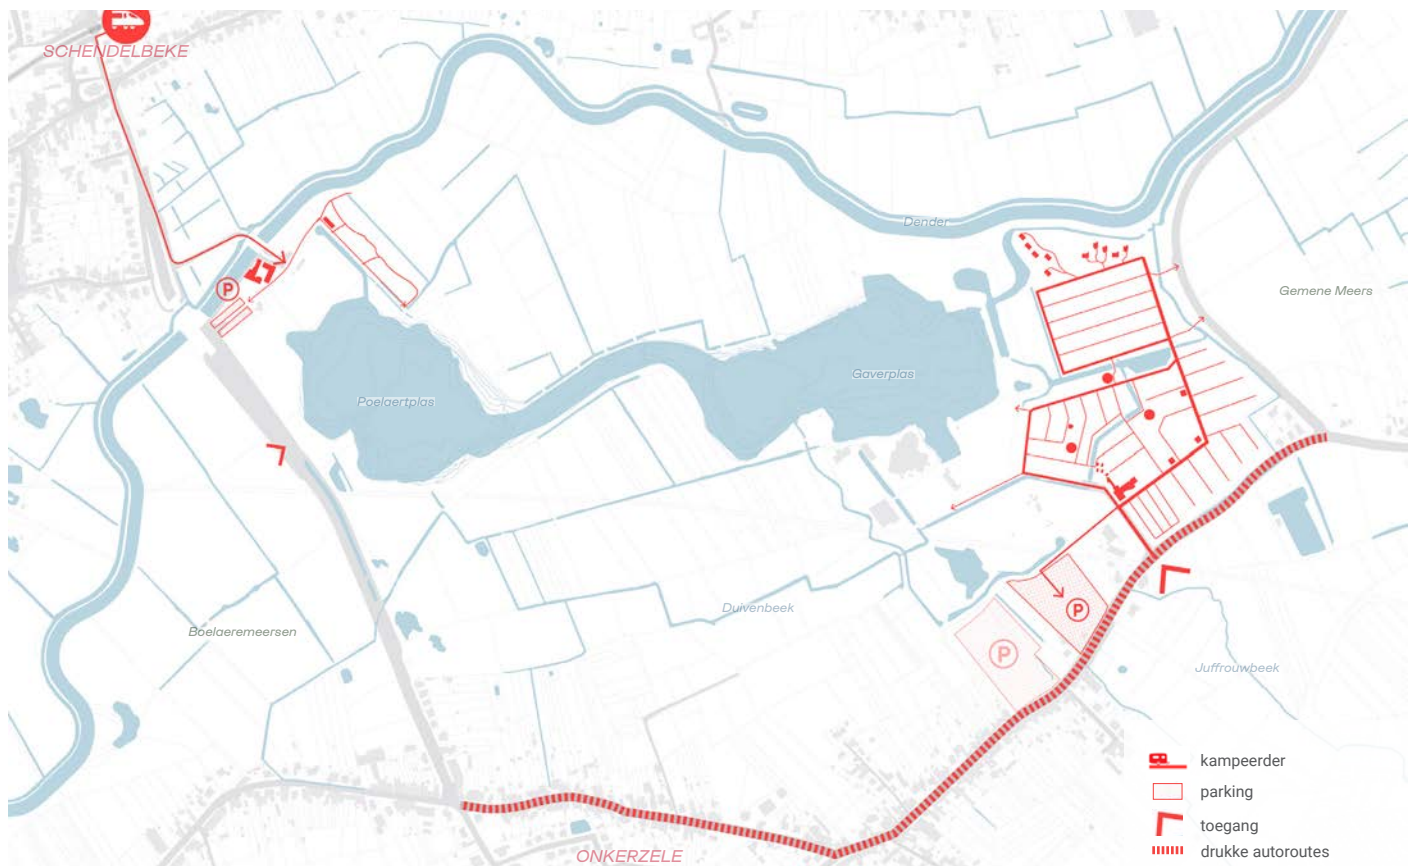 SCHENDELBEKE
Dender
P
Gemene Meers
Gaverplas
Poelaertplas
Duivenbeek
P
Boelaeremeersen
P
Juffrouwbeek
kampeerder
parking
toegang
drukke autoroutes
ONKERZELE